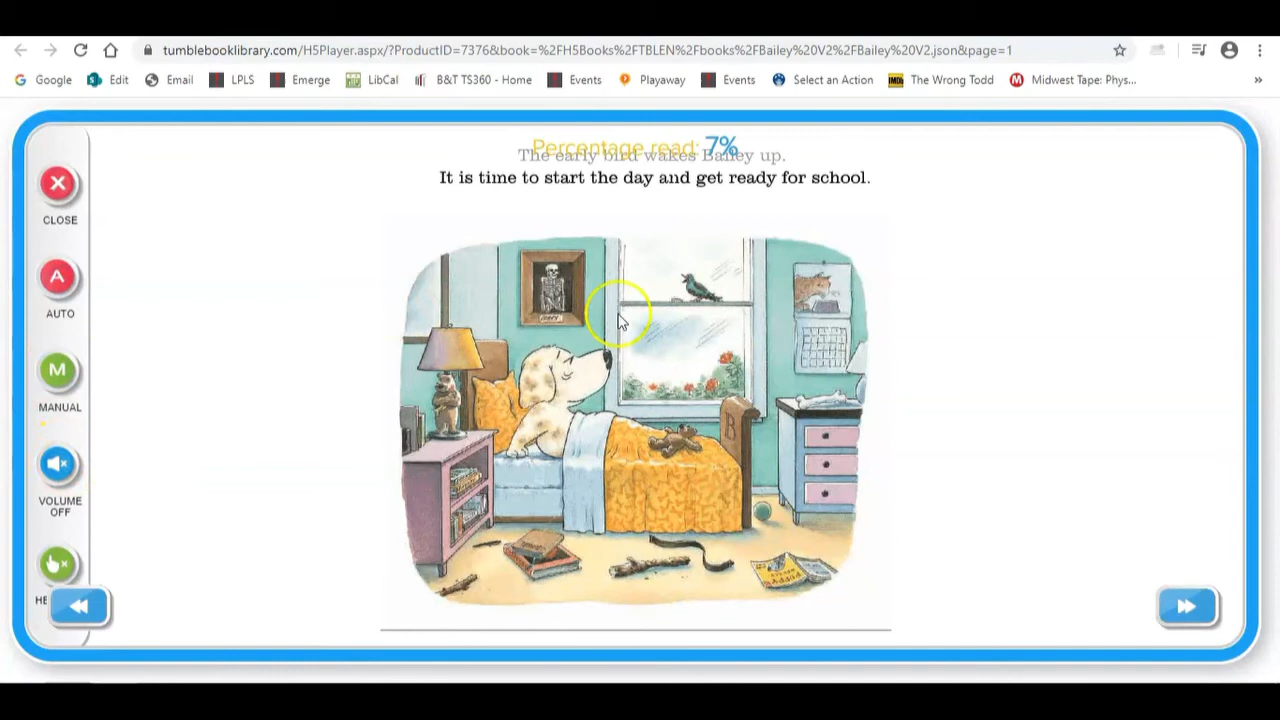 tumblebooklibrary.com/H5Player.aspx/?ProductID=7376&book=%2FH5Books%2FTBLEN%2Fbooks%2FBailey%20V2%2FBailey%20V2.json&page=1
Google Edit Email LPLS Emerge LibCal B&T TS360 - Home Events Playaway Events Select an Action The Wrong Todd Midwest Tape: Phys... »
Percentage read: 7%
The early bird wakes Bailey up.
It is time to start the day and get ready for school.
CLOSE
A
AUTO
M
MANUAL
VOLUME
OFF
HE
B